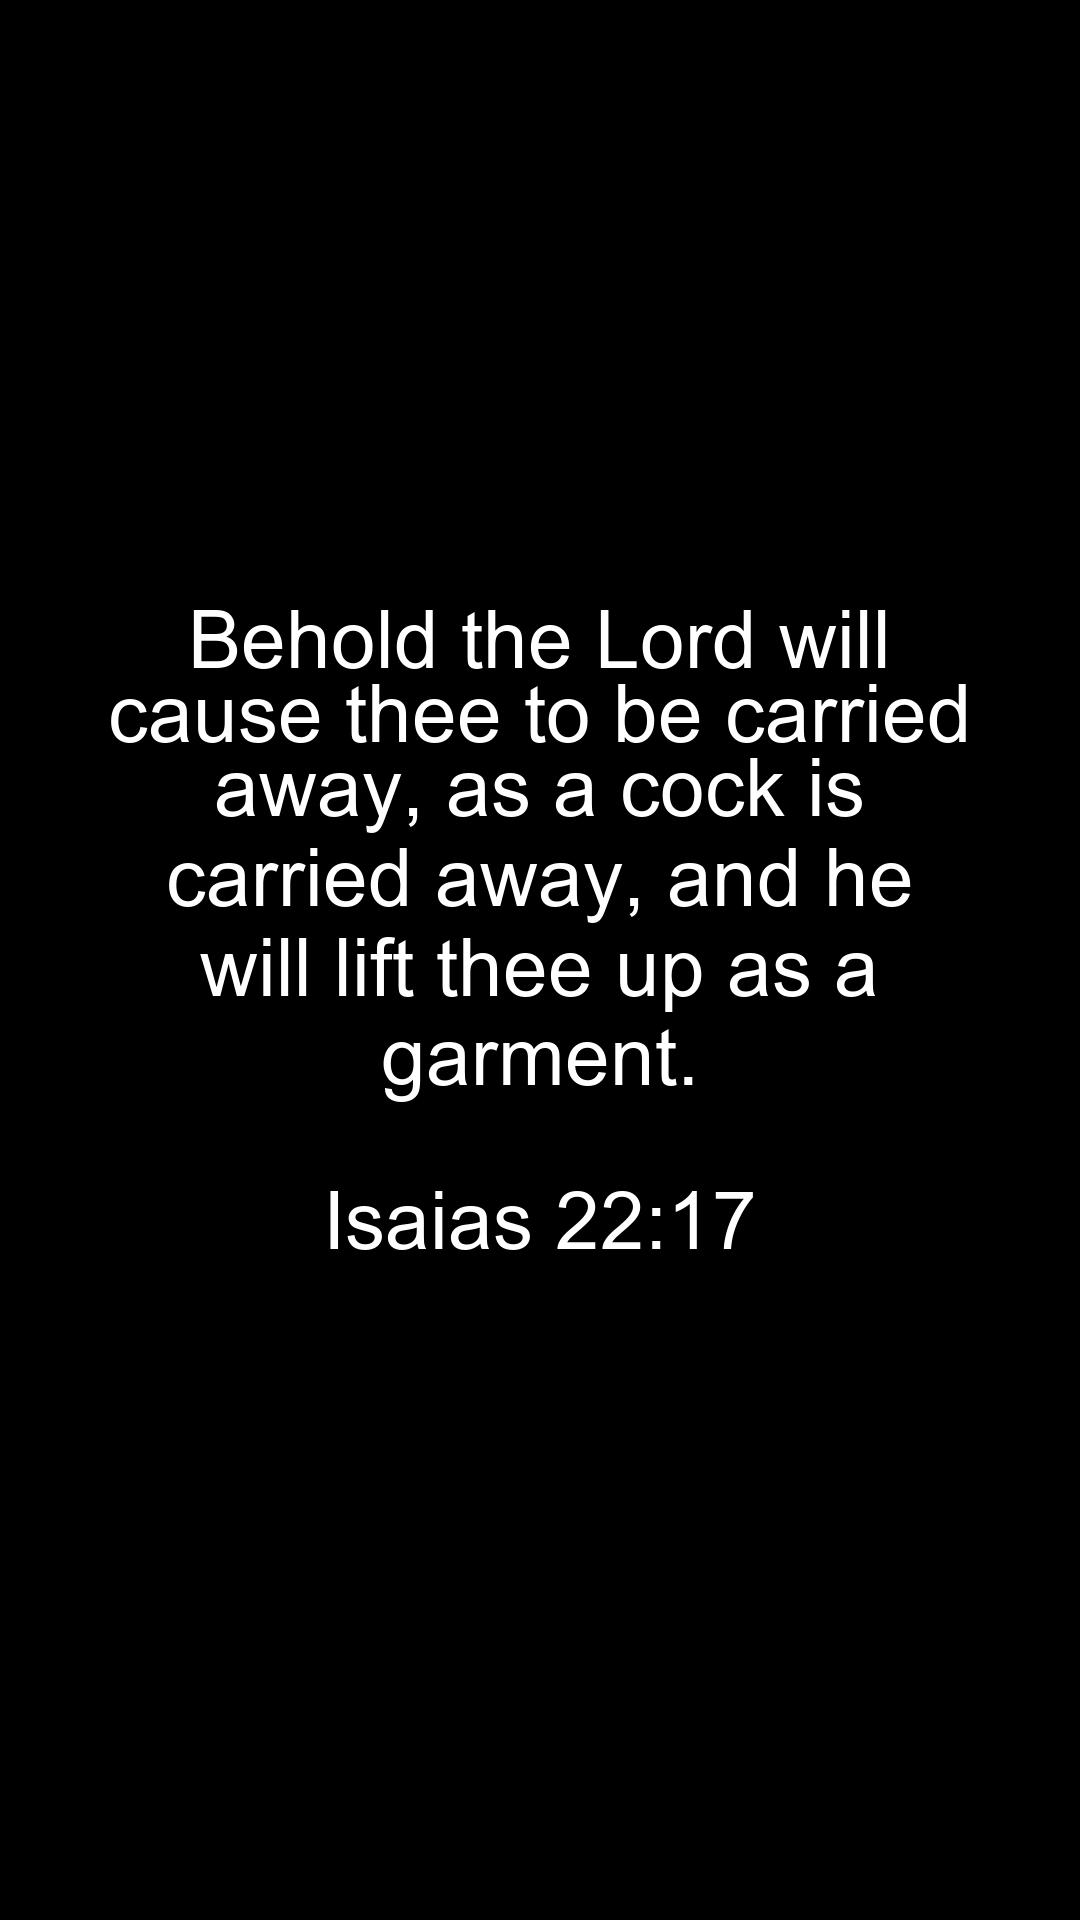 Behold the Lord will
cause thee to be carried
away, as a cock is
carried away, and he
will lift thee up as a
garment.
Isaias 22:17